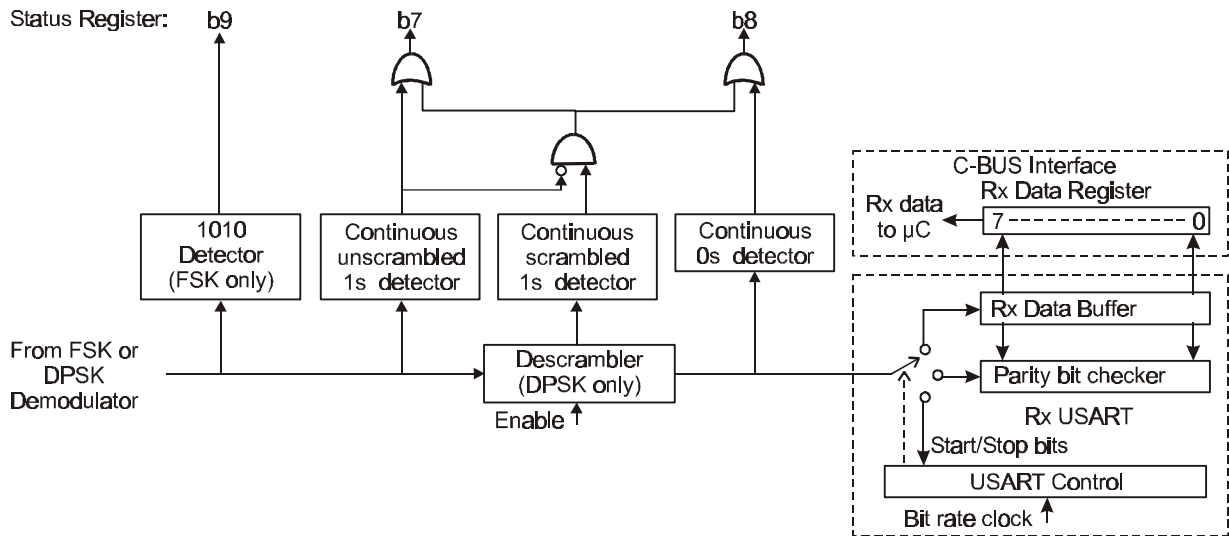 Status Register: b9 b7 b8
C-BUS Interface
Rx Data Register
Rx data
to µC
7 0
1010
Detector
(FSK only)
Continuous
unscrambled
1s detector
Continuous
scrambled
1s detector
Continuous
0s detector
Rx Data Buffer
From FSK or
DPSK
Demodulator
Descrambler
(DPSK only)
Enable
Parity bit checker
Rx USART
Start/Stop bits
USART Control
Bit rate clock